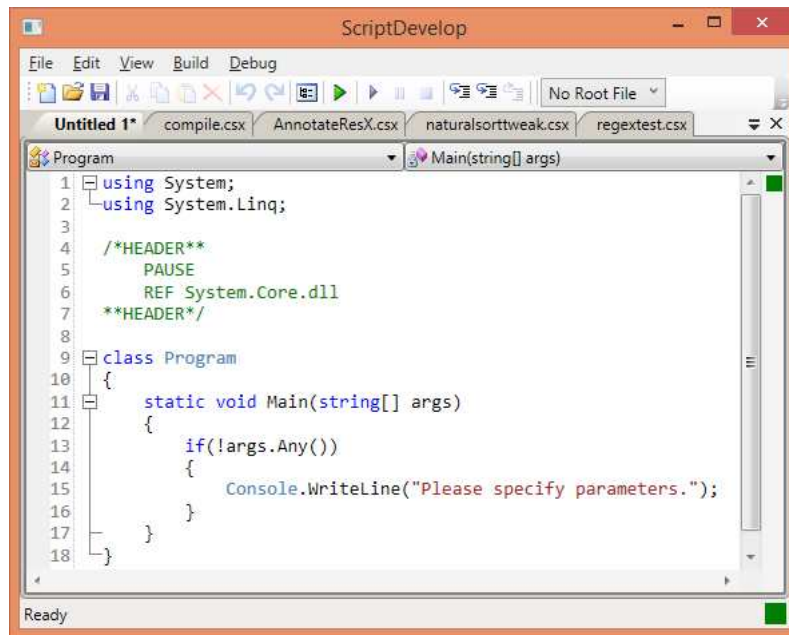 ScriptDevelop
File Edit View Build Debug
No Root File
Untitled 1* compile.csx AnnotateResX.csx naturalsorttweak.csx regextest.csx
Program Main(string[] args)
1 using System;
2 using System.Linq;
3
4 /*HEADER**
5 PAUSE
6 REF System.Core.dll
7 **HEADER*/
8
9 class Program
10 {
11 static void Main(string[] args)
12 {
13 if(!args.Any())
14 {
15 Console.WriteLine("Please specify parameters.");
16 }
17 }
18 }
Ready